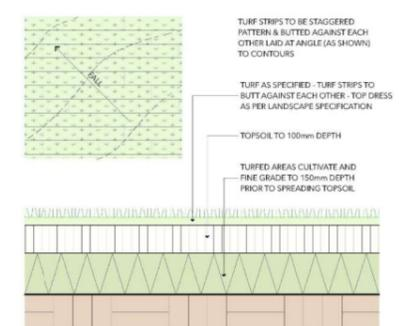 TURF STRIPS TO BE STAGGERED
PATTERN & BUTTED AGAINST EACH
OTHER LAID AT ANGLE (AS SHOWN)
TO CONTOURS
FALL
TURF AS SPECIFIED - TURF STRIPS TO
BUTT AGAINST EACH OTHER - TOP DRESS
AS PER LANDSCAPE SPECIFICATION
TOPSOIL TO 100mm DEPTH
TURFED AREAS CULTIVATE AND
FINE GRADE TO 150mm DEPTH
PRIOR TO SPREADING TOPSOIL